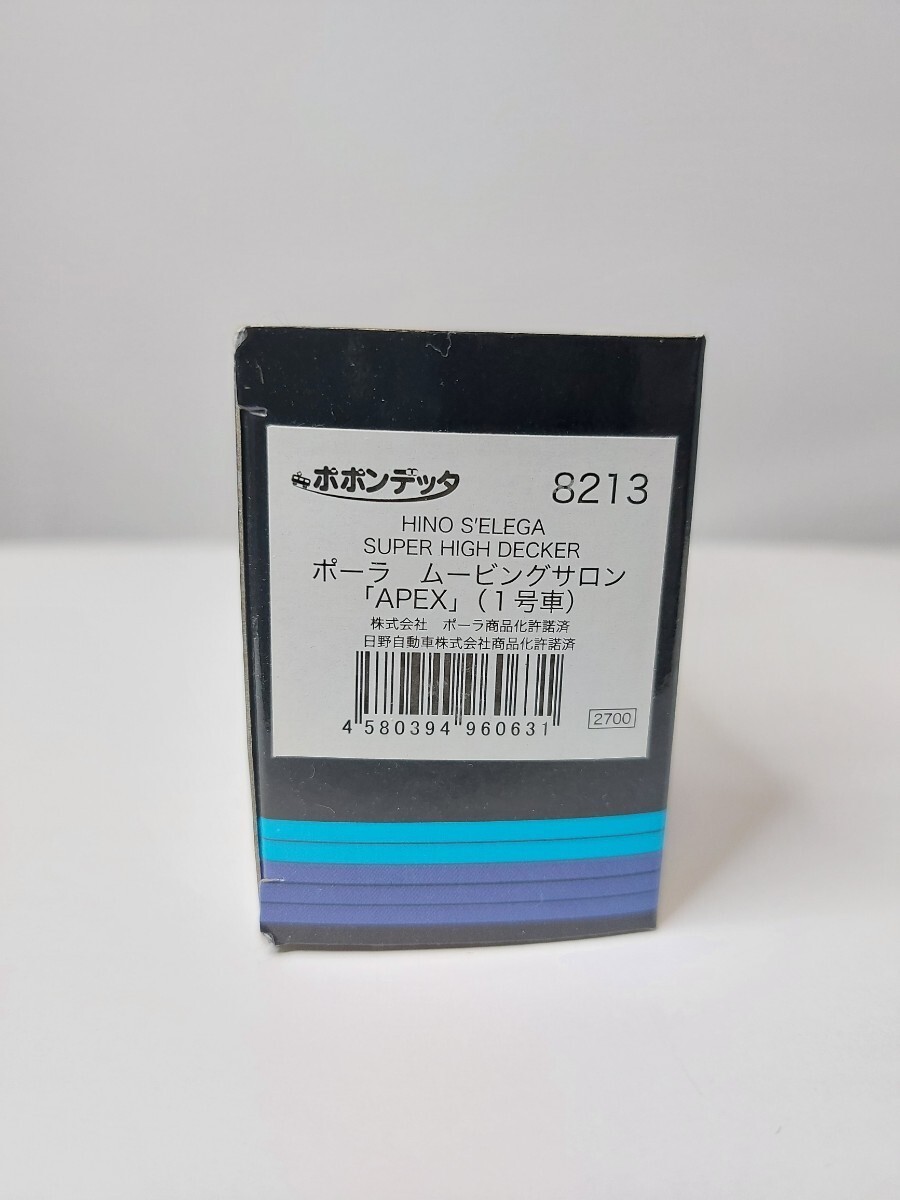 ポポンデッタ 8213
HINO S'ELEGA
SUPER HIGH DECKER
ポーラ　ムービングサロン
「APEX」(1号車)
株式会社　ポーラ商品化許諾済
日野自動車株式会社商品化許諾済
4 580394 960631
2700